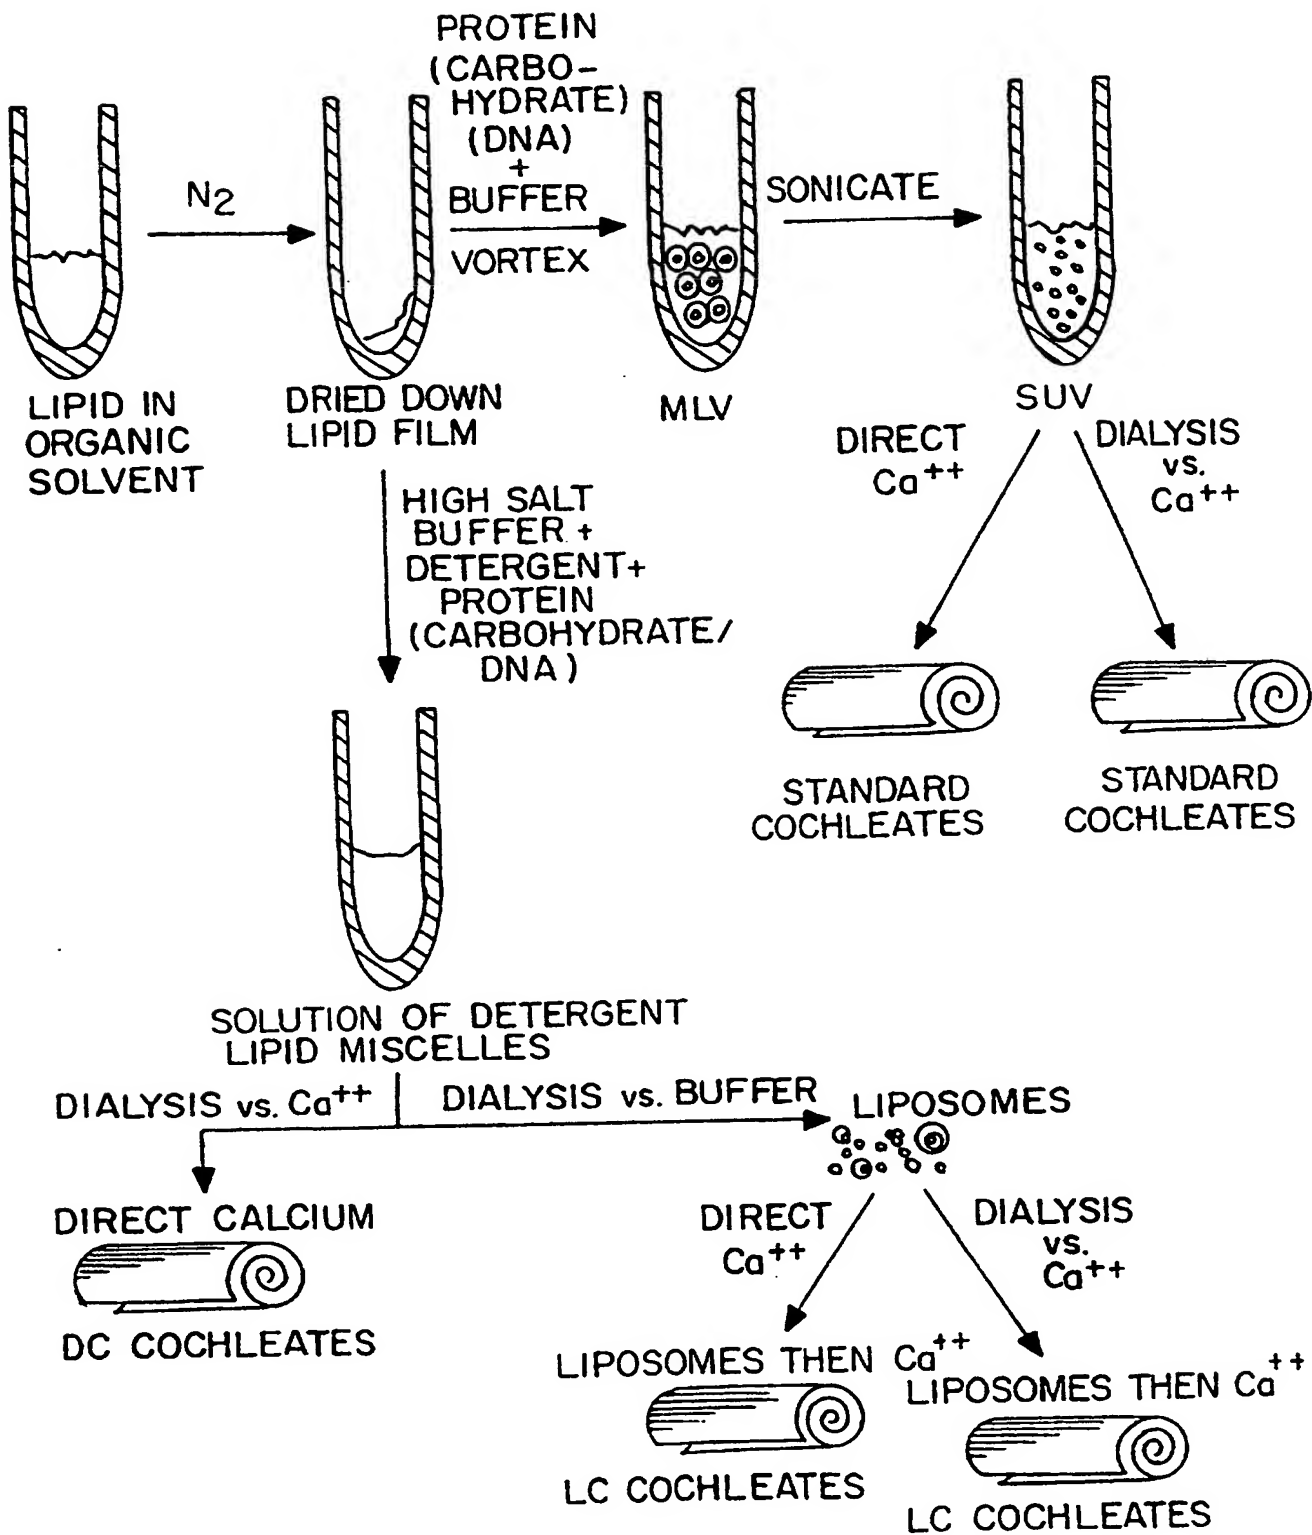 N2
PROTEIN
(CARBO-
HYDRATE)
(DNA)
+
BUFFER
VORTEX
SONICATE
LIPID IN
ORGANIC
SOLVENT
DRIED DOWN
LIPID FILM
MLV
SUV
DIRECT
Ca++
DIALYSIS
vs.
Ca++
HIGH SALT
BUFFER +
DETERGENT+
PROTEIN
(CARBOHYDRATE/
DNA)
STANDARD
COCHLEATES
STANDARD
COCHLEATES
SOLUTION OF DETERGENT
LIPID MISCELLES
DIALYSIS vs. Ca++
DIALYSIS vs. BUFFER
LIPOSOMES
DIRECT CALCIUM
DC COCHLEATES
DIRECT
Ca++
DIALYSIS
vs.
Ca++
LIPOSOMES THEN Ca++
LC COCHLEATES
LIPOSOMES THEN Ca++
LC COCHLEATES